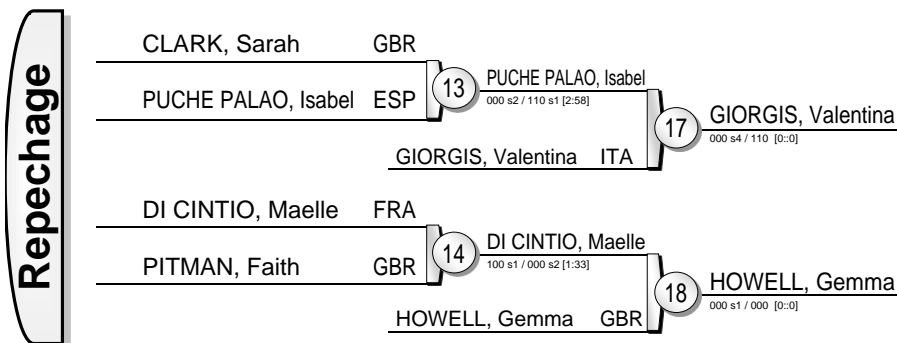 Repechage
CLARK, Sarah GBR
PUCHE PALAO, Isabel ESP
13
PUCHE PALAO, Isabel
000 s2 / 110 s1 [2:58]
GIORGIS, Valentina ITA
17
GIORGIS, Valentina
000 s4 / 110 [0::0]
DI CINTIO, Maelle FRA
PITMAN, Faith GBR
14
DI CINTIO, Maelle
100 s1 / 000 s2 [1:33]
HOWELL, Gemma GBR
18
HOWELL, Gemma
000 s1 / 000 [0::0]